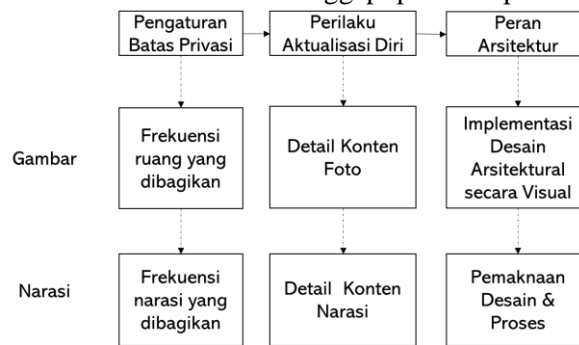 Pengaturan
Batas Privasi
Perilaku
Aktualisasi Diri
Peran
Arsitektur
Gambar
Frekuensi
ruang yang
dibagikan
Detail Konten
Foto
Implementasi
Desain
Arsitektural
secara Visual
Narasi
Frekuensi
narasi yang
dibagikan
Detail Konten
Narasi
Pemaknaan
Desain &
Proses